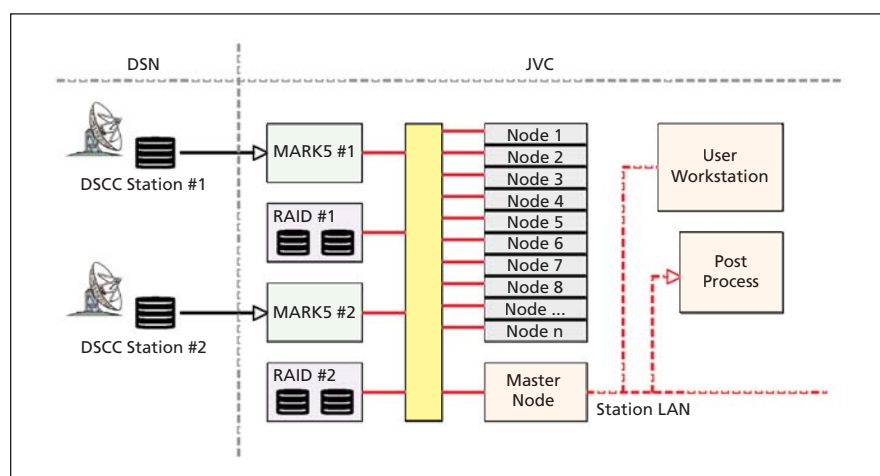 DSN
JVC
DSCC Station #1
MARK5 #1
RAID #1
DSCC Station #2
MARK5 #2
RAID #2
Node 1
Node 2
Node 3
Node 4
Node 5
Node 6
Node 7
Node 8
Node ...
Node n
Master
Node
User
Workstation
Post
Process
Station LAN